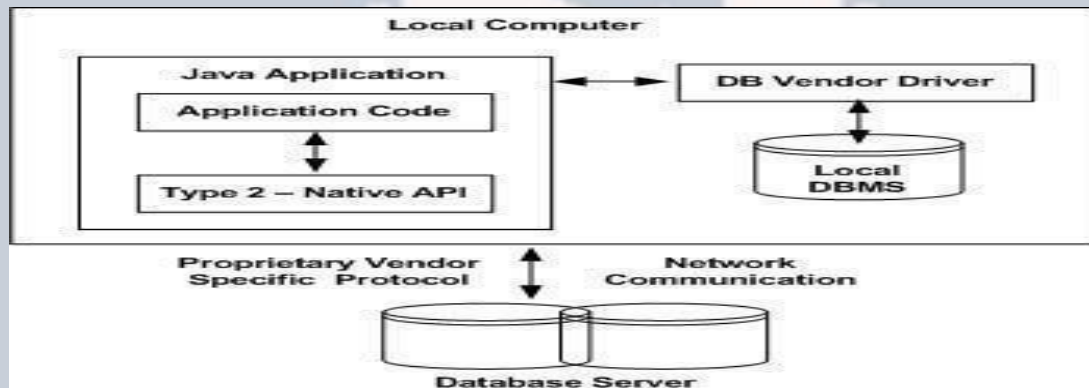 Local Computer
Java Application
Application Code
Type 2 – Native API
DB Vendor Driver
Local
DBMS
Proprietary Vendor
Specific Protocol
Network
Communication
Database Server